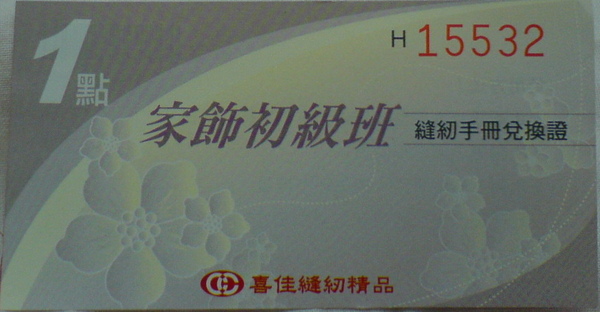 1點
H 15532
家飾初級班 縫紉手冊兌換證
喜佳縫紉精品